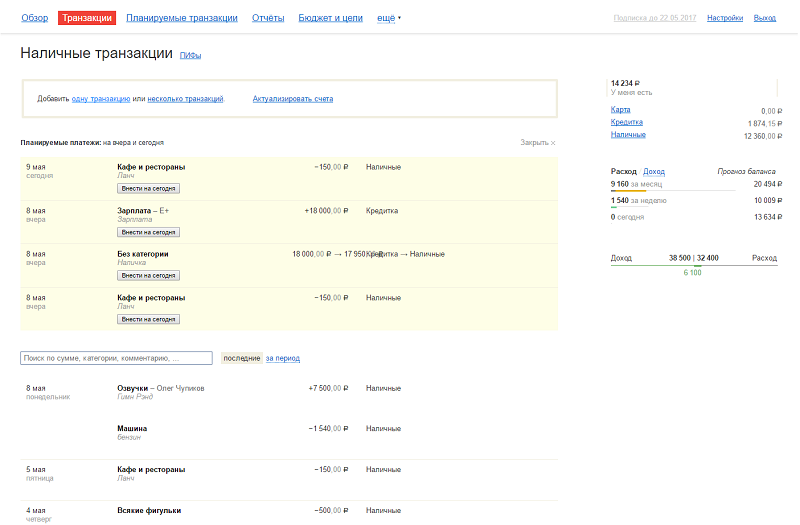 Обзор Транзакции Планируемые транзакции Отчёты Бюджет и цели ещё Подписка до 22.05.2017 Настройки Выход
Наличные транзакции ПИФы
Добавить одну транзакцию или несколько транзакций. Актуализировать счета
14 234 ₽
У меня есть
Карта 0,00 ₽
Кредитка 1 874,15 ₽
Наличные 12 360,00 ₽
Планируемые платежи: на вчера и сегодня Закрыть ×
9 мая Кафе и рестораны −150,00 ₽ Наличные
сегодня Ланч
Внести на сегодня
8 мая Зарплата – E+ +18 000,00 ₽ Кредитка
вчера Зарплата
Внести на сегодня
8 мая Без категории 18 000,00 ₽ → 17 950 Кредитка → Наличные
вчера Наличка
Внести на сегодня
8 мая Кафе и рестораны −150,00 ₽ Наличные
вчера Ланч
Внести на сегодня
Расход Доход Прогноз баланса
9 160 за месяц 20 494 ₽
1 540 за неделю 10 009 ₽
0 сегодня 13 634 ₽
Доход 38 500 | 32 400 Расход
6 100
Поиск по сумме, категории, комментарию, ... последние за период
8 мая Озвучки – Олег Чупиков +7 500,00 ₽ Наличные
понедельник Гимн Рэнд
Машина −1 540,00 ₽ Наличные
бензин
5 мая Кафе и рестораны −150,00 ₽ Наличные
пятница Ланч
4 мая Всякие фигульки −500,00 ₽ Наличные
четверг